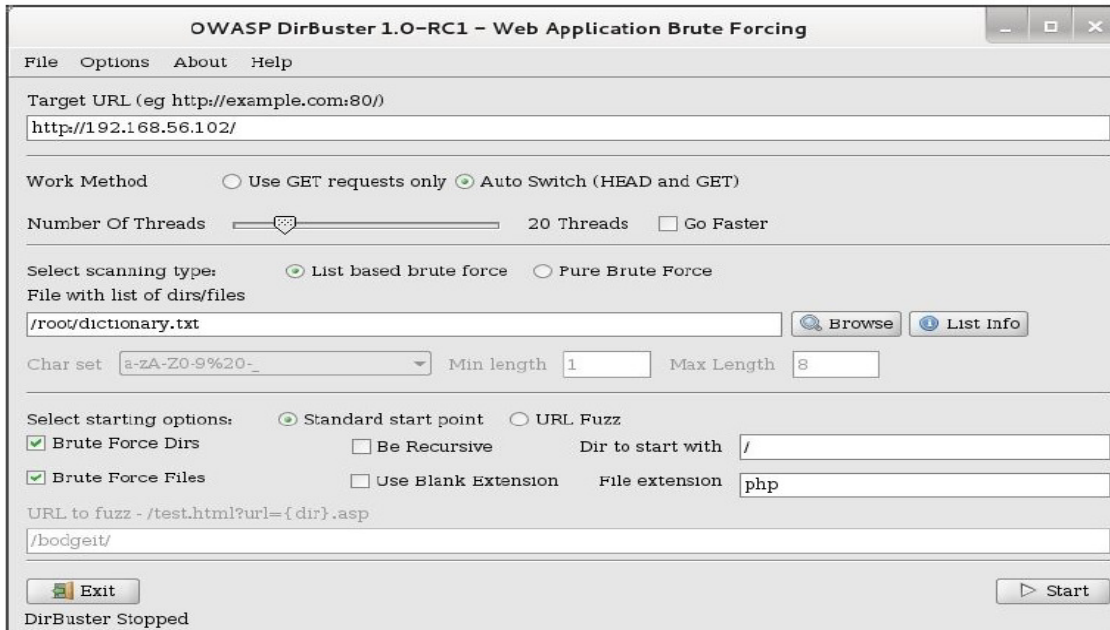 OWASP DirBuster 1.0-RC1 - Web Application Brute Forcing
File Options About Help
Target URL (eg http://example.com:80/)
http://192.168.56.102/
Work Method Use GET requests only Auto Switch (HEAD and GET)
Number Of Threads 20 Threads Go Faster
Select scanning type: List based brute force Pure Brute Force
File with list of dirs/files
/root/dictionary.txt Browse List Info
Char set a-zA-Z0-9%20-_ Min length 1 Max Length 8
Select starting options: Standard start point URL Fuzz
Brute Force Dirs Be Recursive Dir to start with /
Brute Force Files Use Blank Extension File extension php
URL to fuzz - /test.html?url={dir}.asp
/bodgeit/
Exit Start
DirBuster Stopped